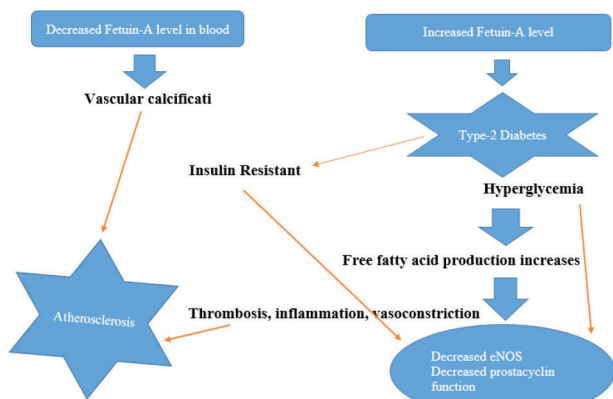 Decreased Fetuin-A level in blood
Increased Fetuin-A level
Vascular calcificati
Type-2 Diabetes
Insulin Resistant
Hyperglycemia
Free fatty acid production increases
Atherosclerosis
Thrombosis, inflammation, vasoconstriction
Decreased eNOS
Decreased prostacyclin
function